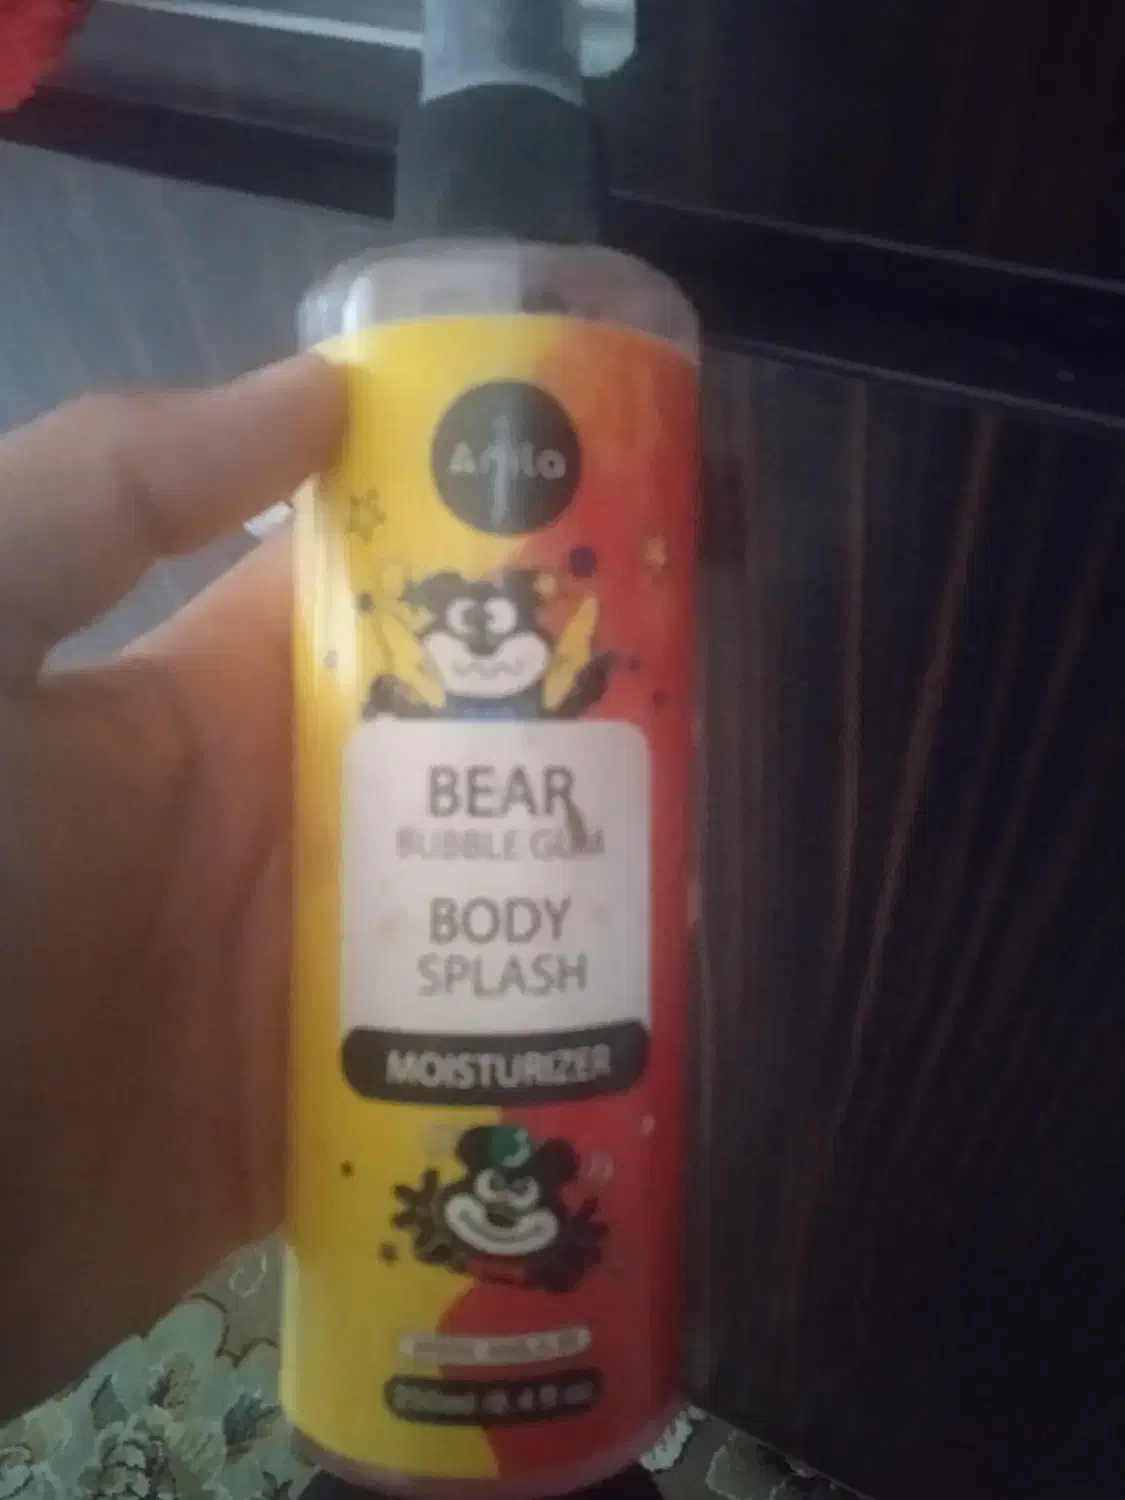 BEAR
BUBBLE GUM
BODY
SPLASH
MOISTURIZER